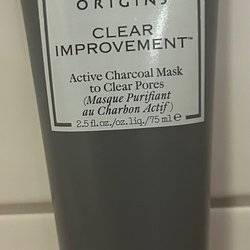 ORIGINS
CLEAR
IMPROVEMENT™
Active Charcoal Mask
to Clear Pores
(Masque Purifiant
au Charbon Actif)
2.5 fl.oz./oz.liq./75 ml ℮